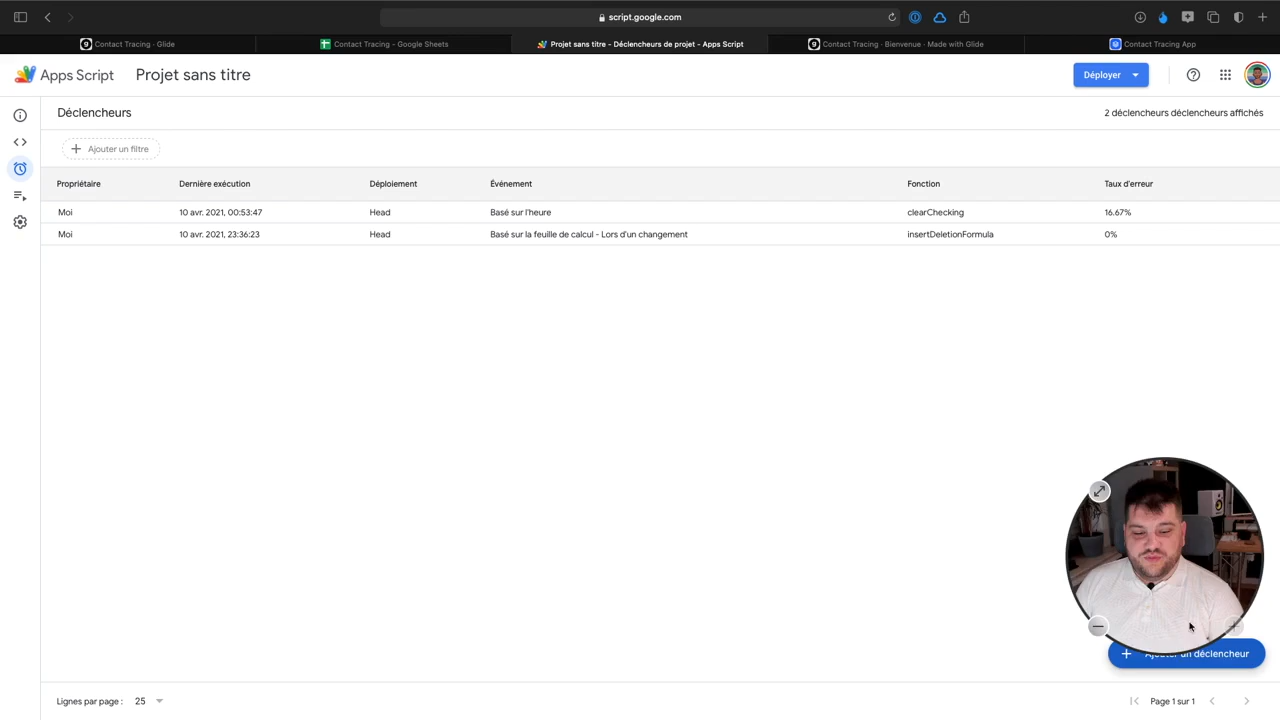 script.google.com
Contact Tracing · Glide
Contact Tracing - Google Sheets
Projet sans titre - Déclencheurs de projet - Apps Script
Contact Tracing · Bienvenue · Made with Glide
Contact Tracing App
Apps Script
Projet sans titre
Déployer
Déclencheurs
2 déclencheurs déclencheurs affichés
Ajouter un filtre
Propriétaire Dernière exécution Déploiement Événement Fonction Taux d'erreur
Moi 10 avr. 2021, 00:53:47 Head Basé sur l'heure clearChecking 16.67%
Moi 10 avr. 2021, 23:36:23 Head Basé sur la feuille de calcul - Lors d'un changement insertDeletionFormula 0%
Ajouter un déclencheur
Lignes par page : 25
Page 1 sur 1